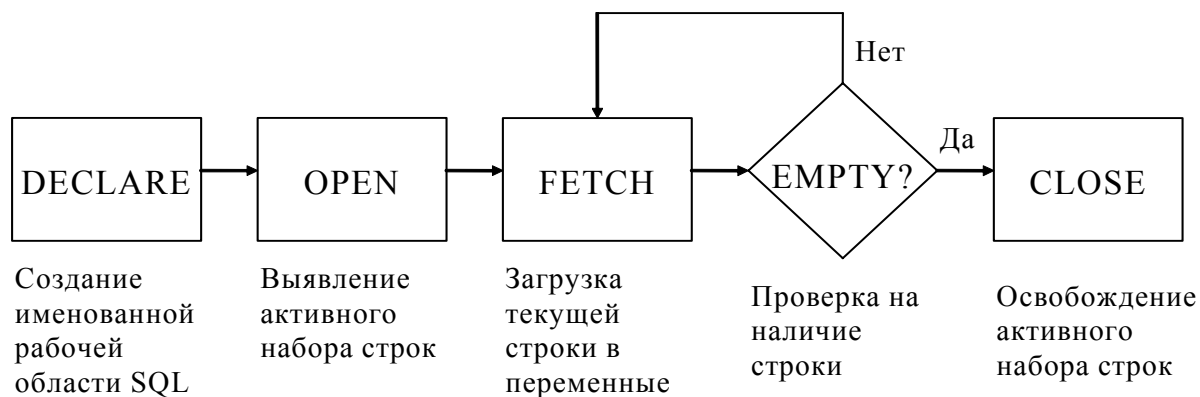 Нет
Да
DECLARE
OPEN
FETCH
EMPTY?
CLOSE
Создание
именованной
рабочей
области SQL
Выявление
активного
набора строк
Загрузка
текущей
строки в
переменные
Проверка на
наличие
строки
Освобождение
активного
набора строк